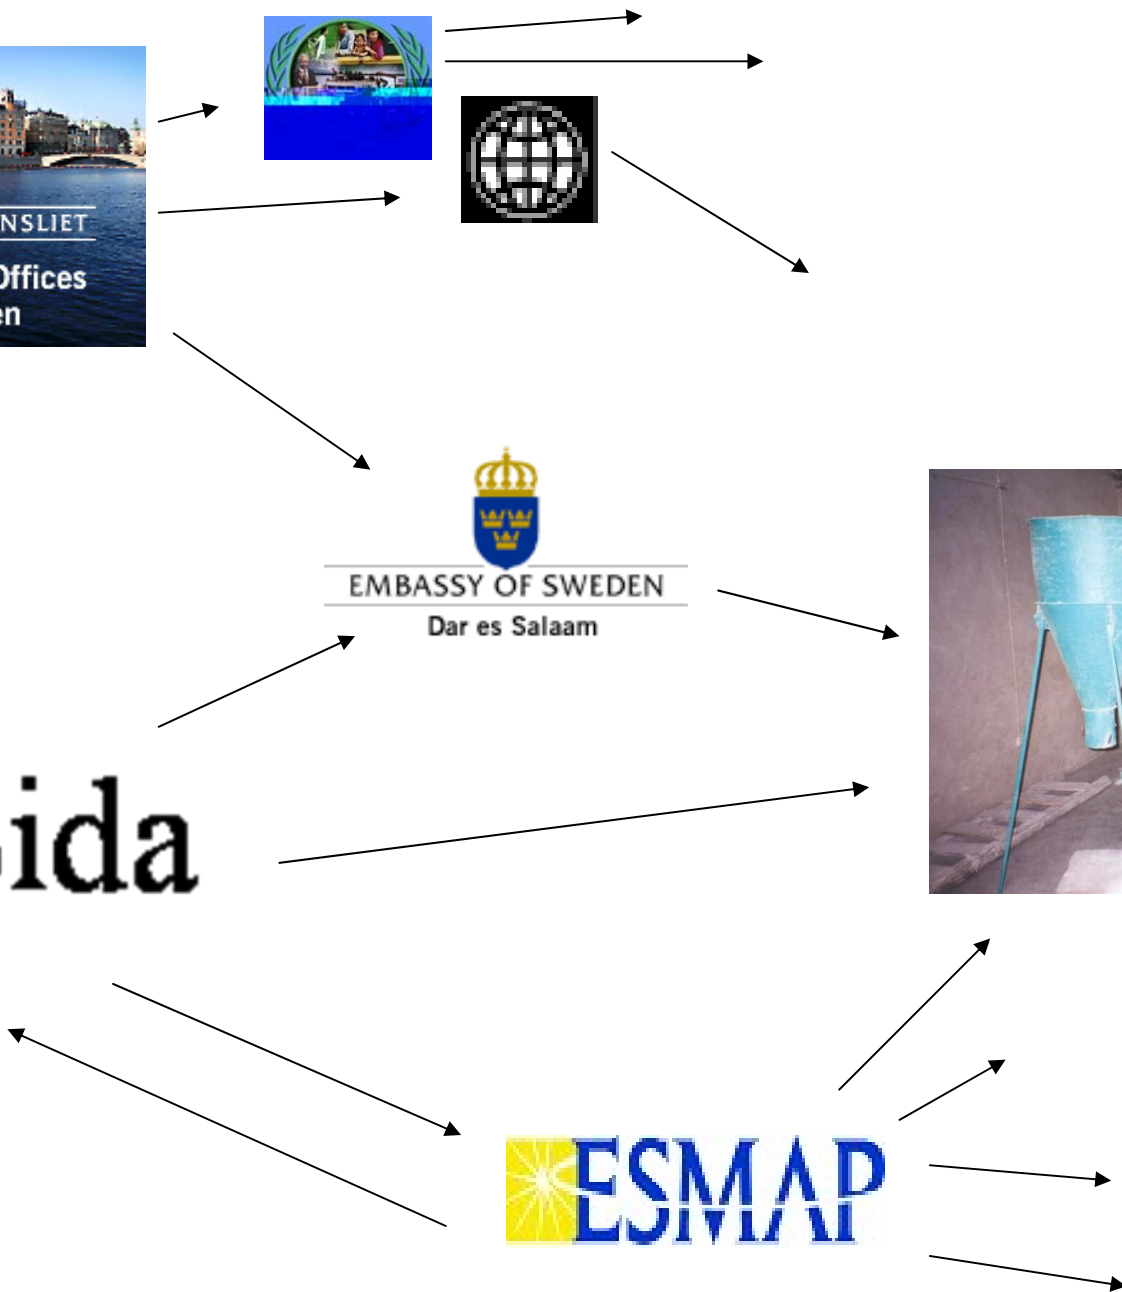 NSLIET
Offices
en
EMBASSY OF SWEDEN
Dar es Salaam
ida
ESMAP